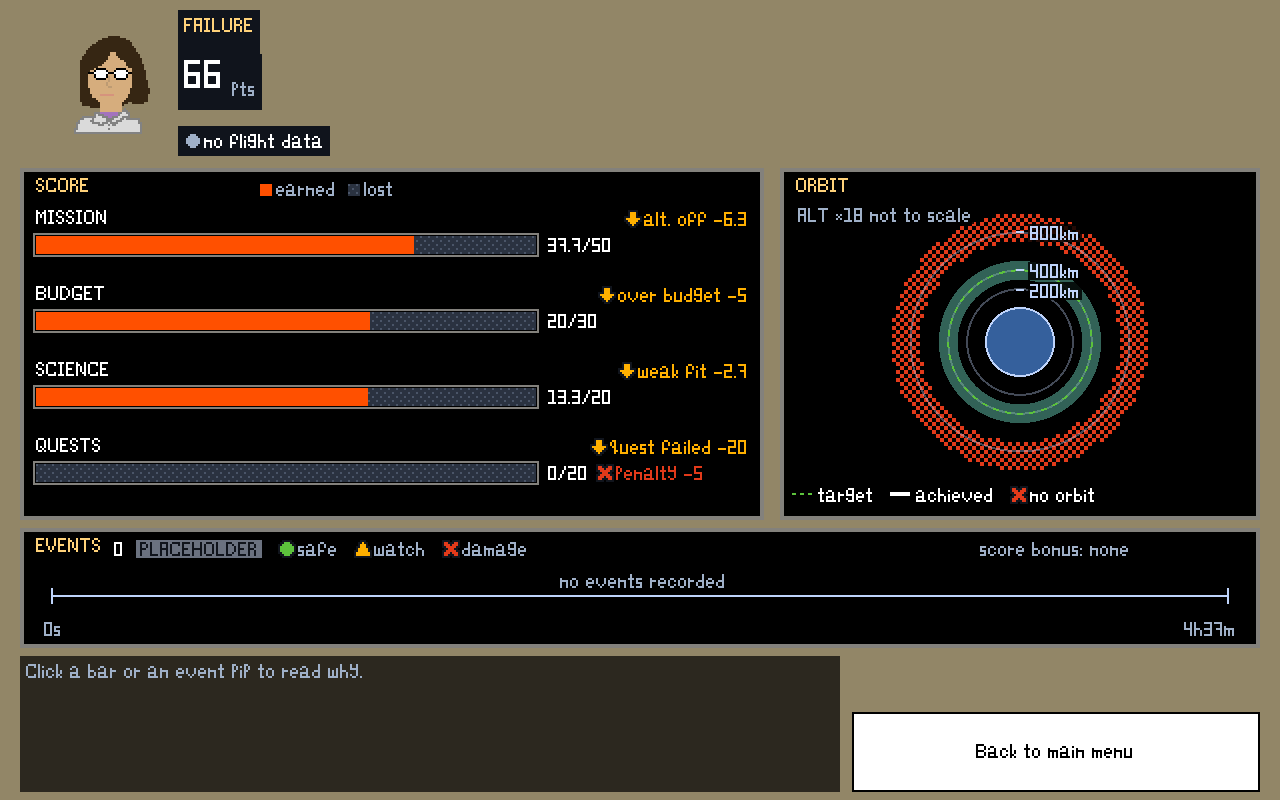 FAILURE
66 Pts
no flight data
SCORE
earned lost
MISSION
alt. off -6.3
37.7/50
BUDGET
over budget -5
20/30
SCIENCE
weak fit -2.7
13.3/20
QUESTS
quest failed -20
0/20 Penalty -5
ORBIT
ALT ×18 not to scale
800km
400km
200km
target achieved no orbit
EVENTS 0 PLACEHOLDER safe watch damage
score bonus: none
no events recorded
0s
4h37m
Click a bar or an event pip to read why.
Back to main menu